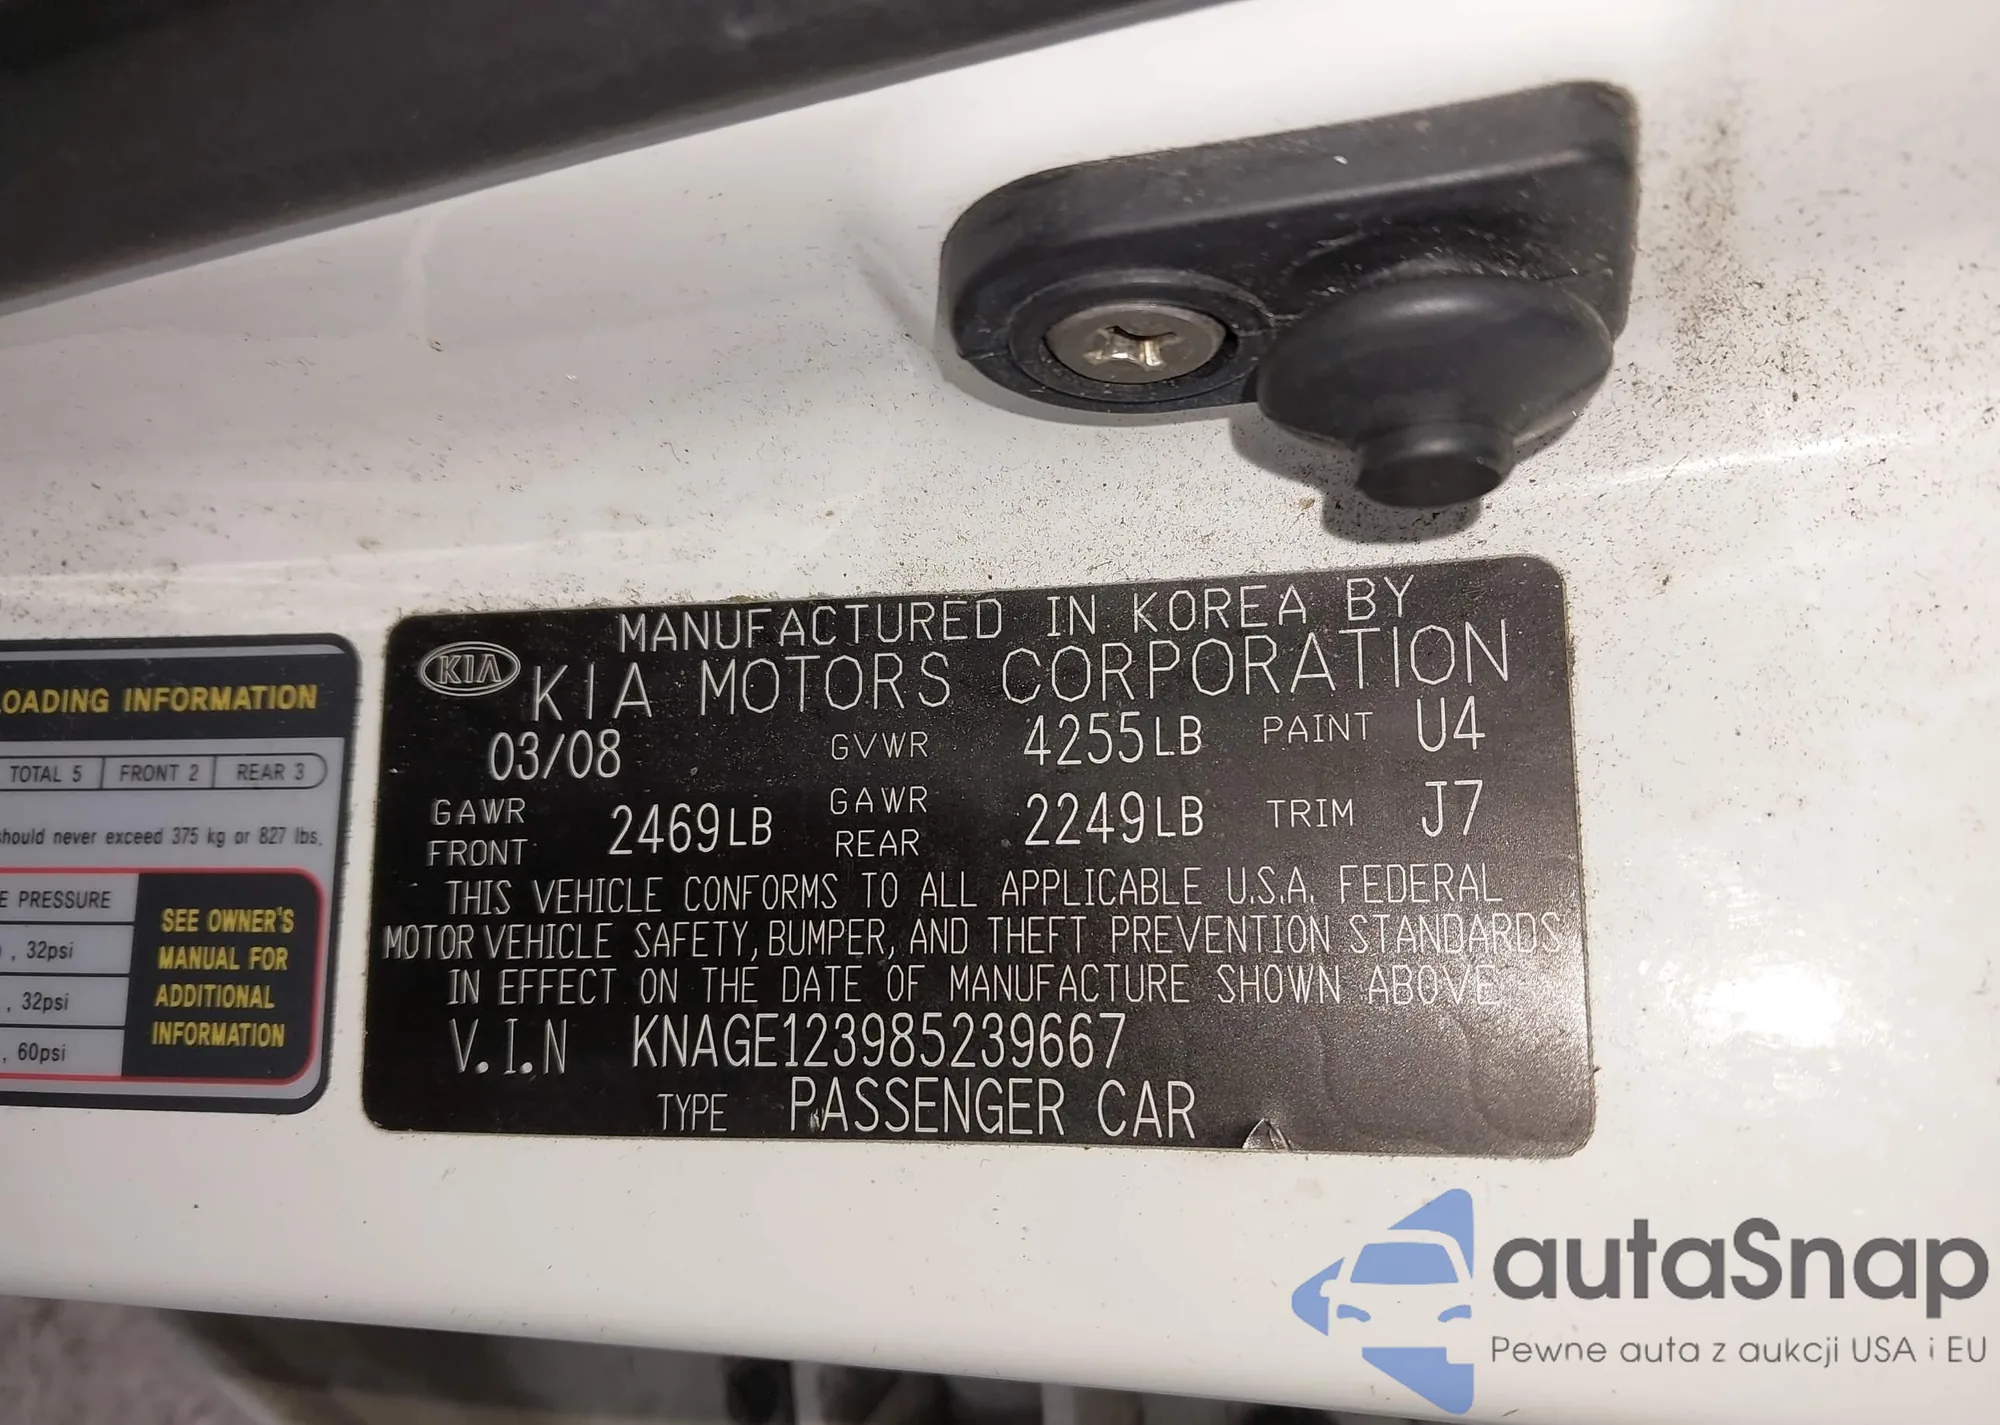 MANUFACTURED IN KOREA BY
KIA KIA MOTORS CORPORATION
03/08 GVWR 4255LB PAINT U4
GAWR FRONT 2469LB GAWR REAR 2249LB TRIM J7
THIS VEHICLE CONFORMS TO ALL APPLICABLE U.S.A. FEDERAL
MOTOR VEHICLE SAFETY, BUMPER, AND THEFT PREVENTION STANDARDS
IN EFFECT ON THE DATE OF MANUFACTURE SHOWN ABOVE
V.I.N KNAGE123985239667
TYPE PASSENGER CAR
LOADING INFORMATION
TOTAL 5 FRONT 2 REAR 3
should never exceed 375 kg or 827 lbs.
PRESSURE
, 32psi
, 32psi
, 60psi
SEE OWNER'S
MANUAL FOR
ADDITIONAL
INFORMATION
autaSnap
Pewne auta z aukcji USA i EU